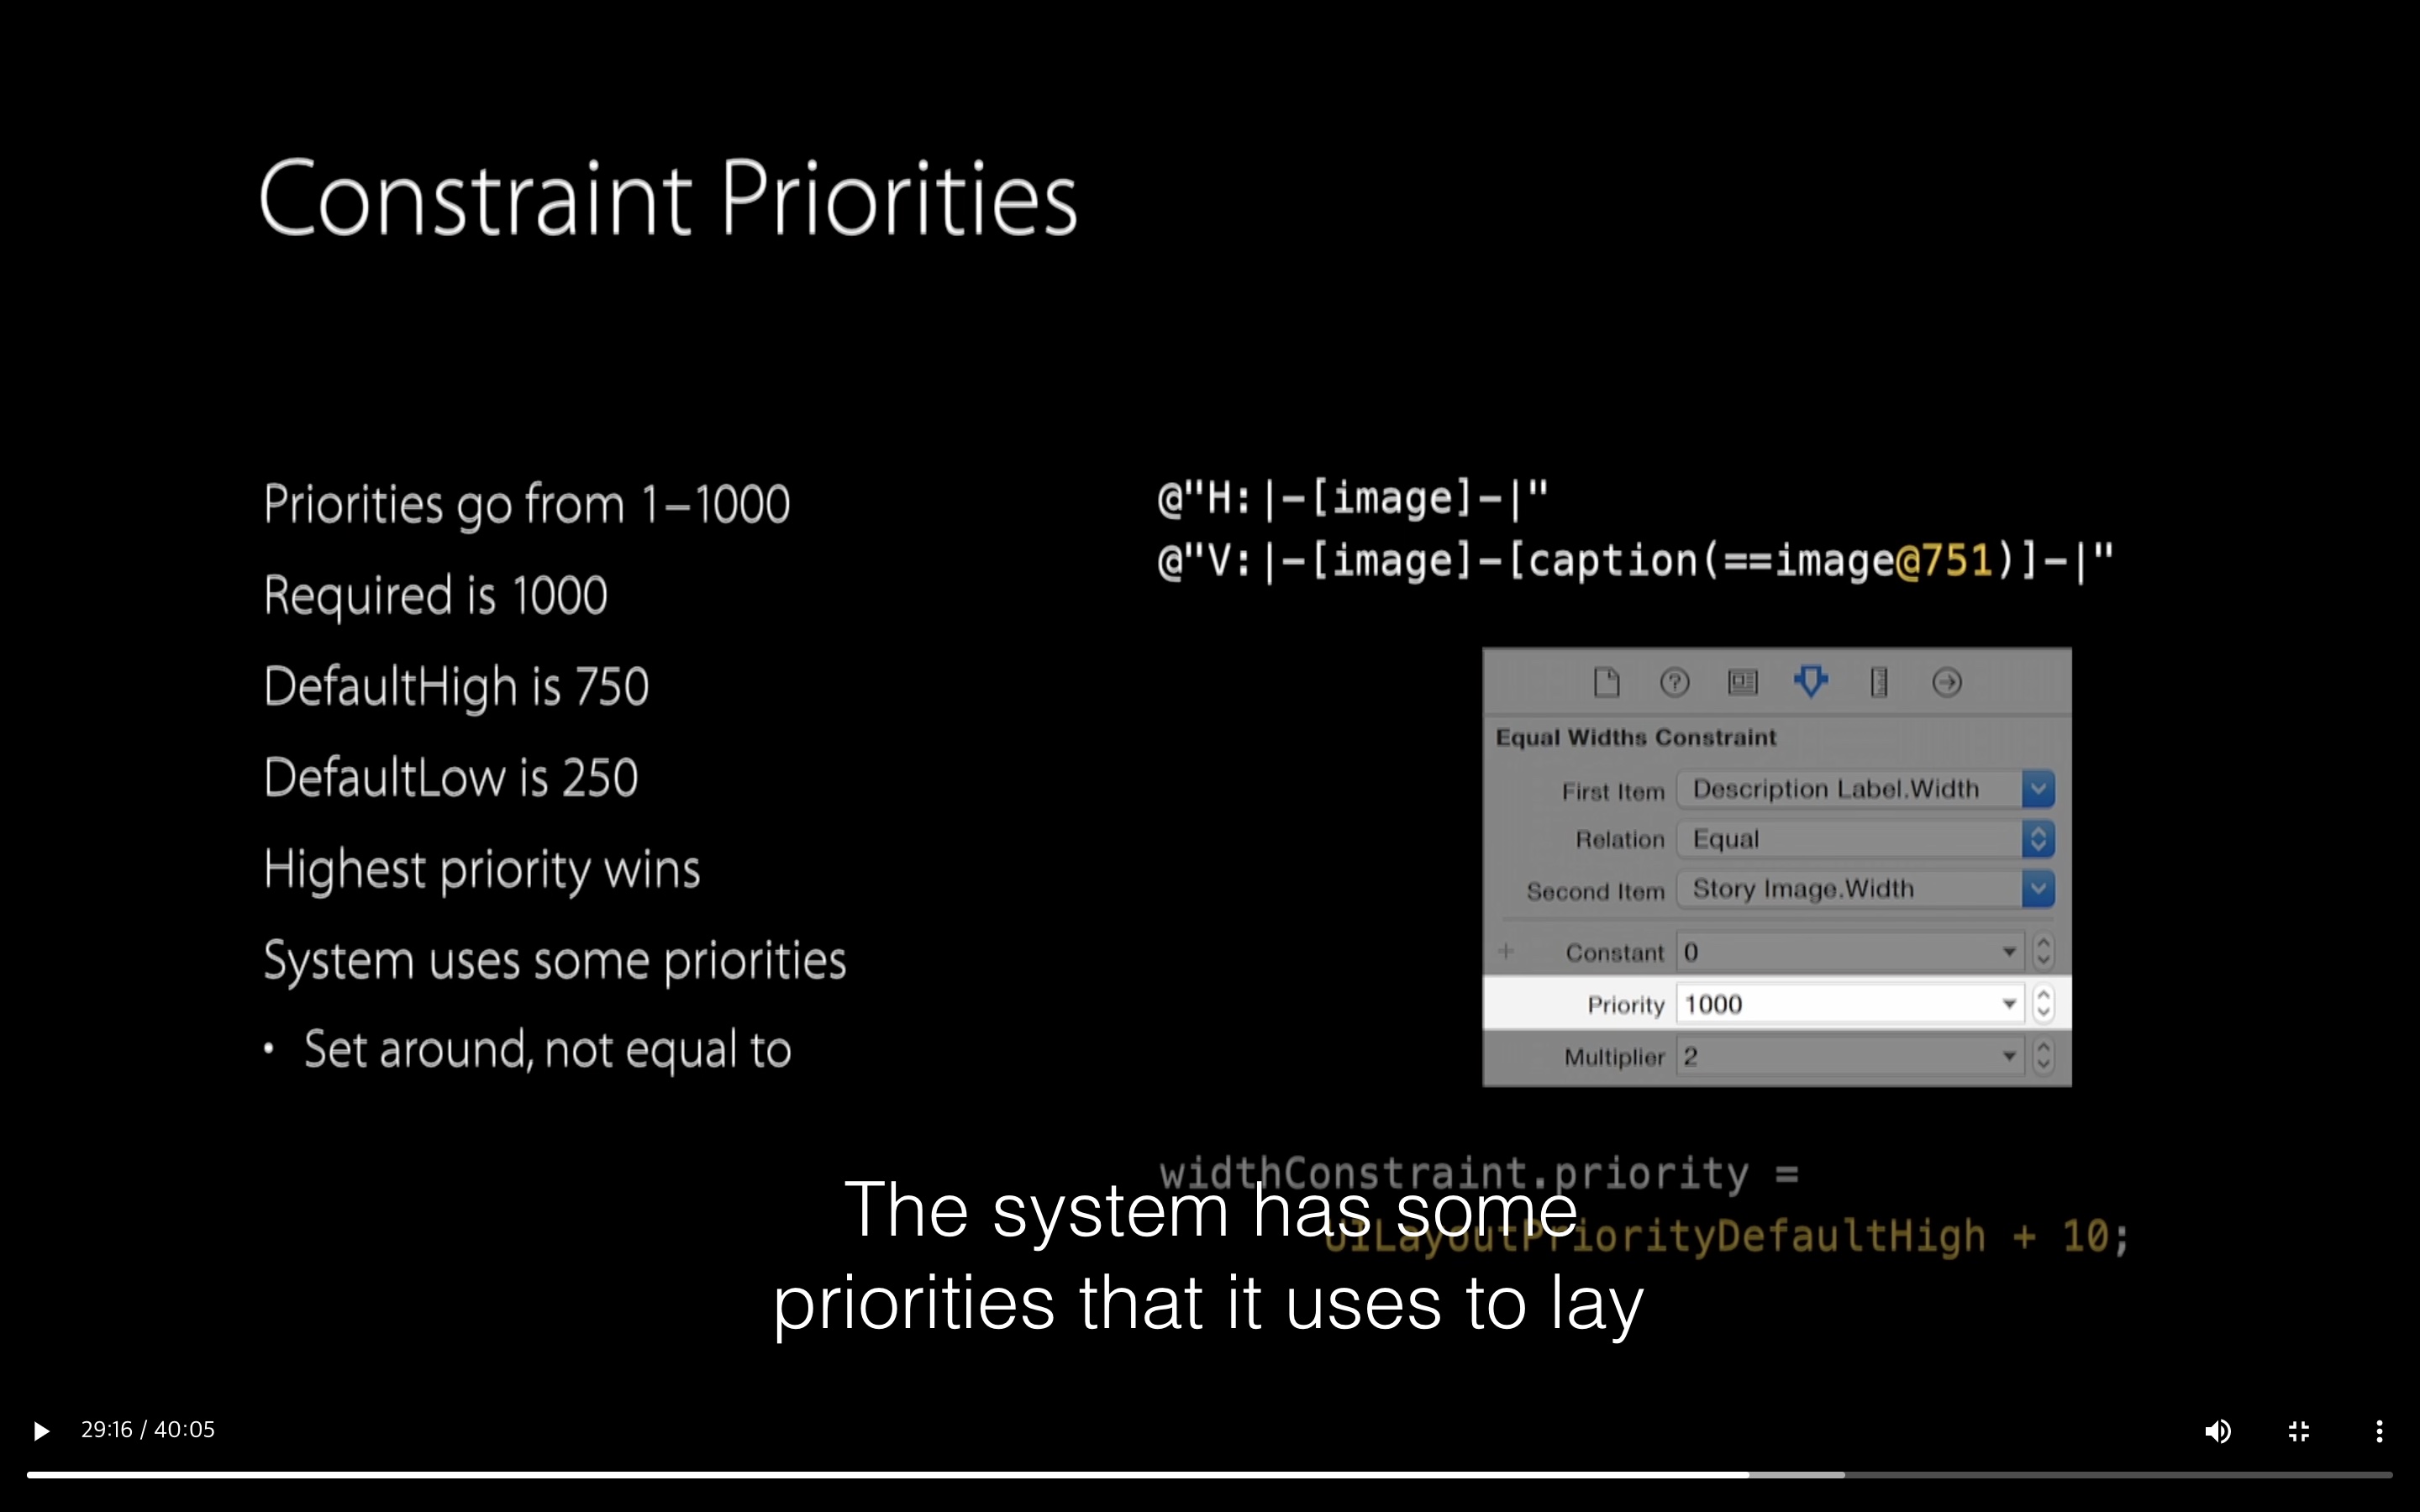 Constraint Priorities
Priorities go from 1–1000
Required is 1000
DefaultHigh is 750
DefaultLow is 250
Highest priority wins
System uses some priorities
• Set around, not equal to
@"H:|-[image]-|"
@"V:|-[image]-[caption(==image@751)]-|"
Equal Widths Constraint
First Item Description Label.Width
Relation Equal
Second Item Story Image.Width
+ Constant 0
Priority 1000
Multiplier 2
widthConstraint.priority =
UILayoutPriorityDefaultHigh + 10;
The system has some
priorities that it uses to lay
29:16 / 40:05